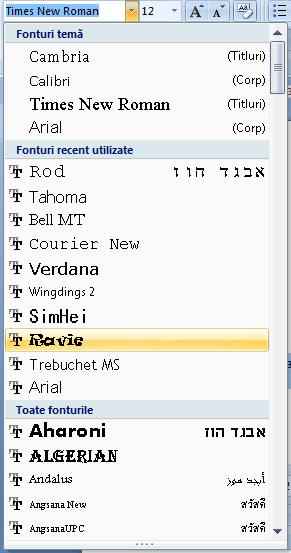 Times New Roman 12 A A Aa
Fonturi temă
Cambria (Titluri)
Calibri (Corp)
Times New Roman (Titluri)
Arial (Corp)
Fonturi recent utilizate
Rod אבגד הוז
Tahoma
Bell MT
Courier New
Verdana
Wingdings 2
SimHei
Ravie
Trebuchet MS
Arial
Toate fonturile
Aharoni אבגד הוז
ALGERIAN
Andalus أبجد هوز
Angsana New สวัสดี
AngsanaUPC สวัสดี